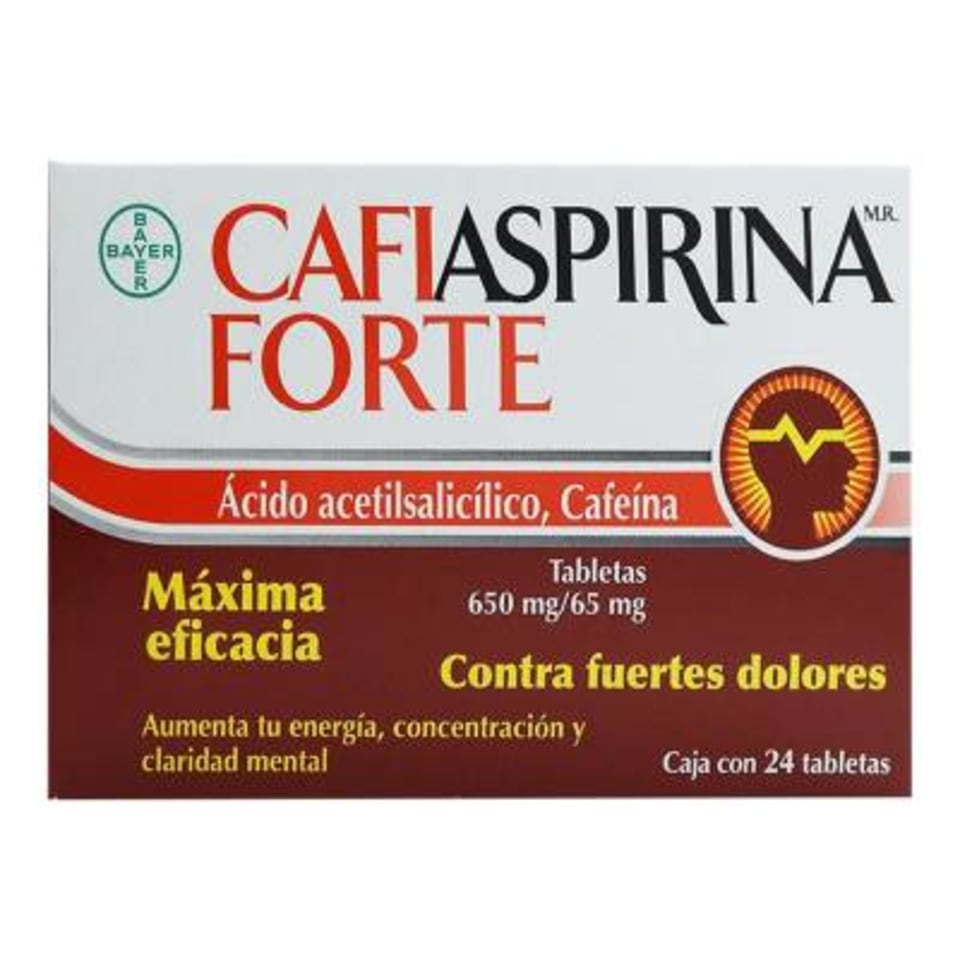 BAYER
BAYER
CAFIASPIRINA M.R.
FORTE
Ácido acetilsalicílico, Cafeína
Máxima
eficacia
Tabletas
650 mg/65 mg
Contra fuertes dolores
Aumenta tu energía, concentración y
claridad mental
Caja con 24 tabletas